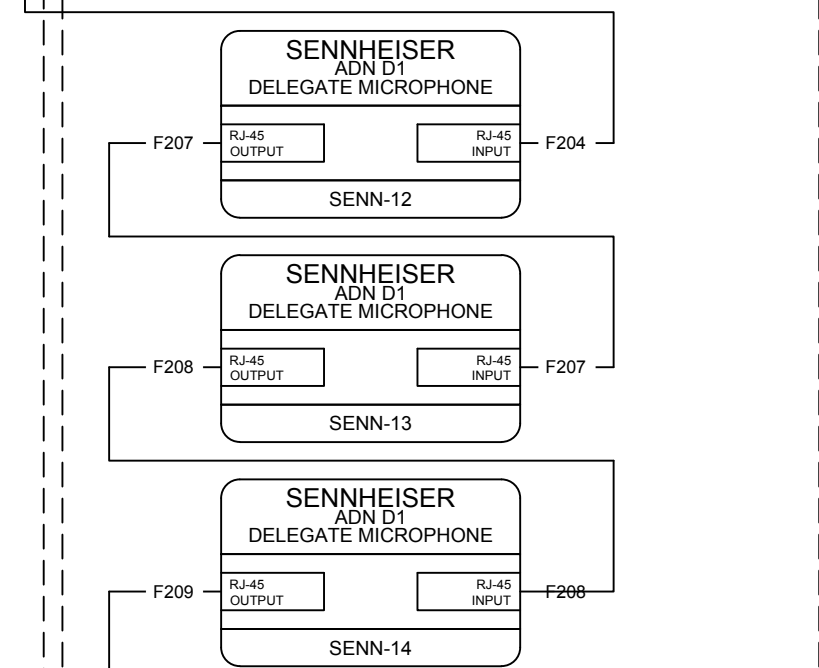 SENNHEISER
ADN D1
DELEGATE MICROPHONE
F207
RJ-45
OUTPUT
RJ-45
INPUT
F204
SENN-12
SENNHEISER
ADN D1
DELEGATE MICROPHONE
F208
RJ-45
OUTPUT
RJ-45
INPUT
F207
SENN-13
SENNHEISER
ADN D1
DELEGATE MICROPHONE
F209
RJ-45
OUTPUT
RJ-45
INPUT
F208
SENN-14